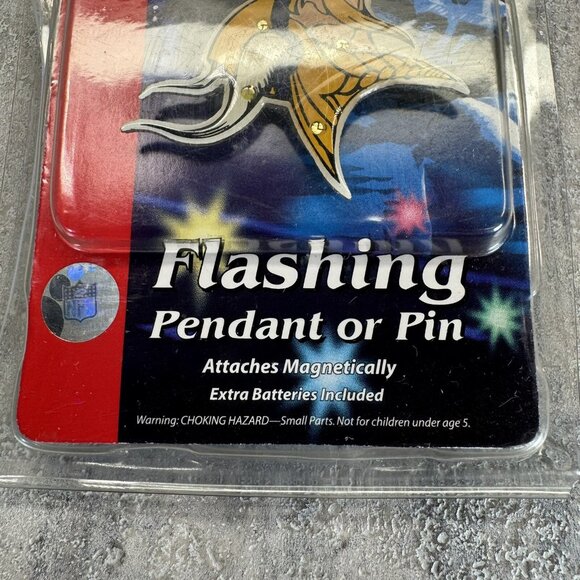 Flashing
Pendant or Pin
Attaches Magnetically
Extra Batteries Included
Warning: CHOKING HAZARD—Small Parts. Not for children under age 5.